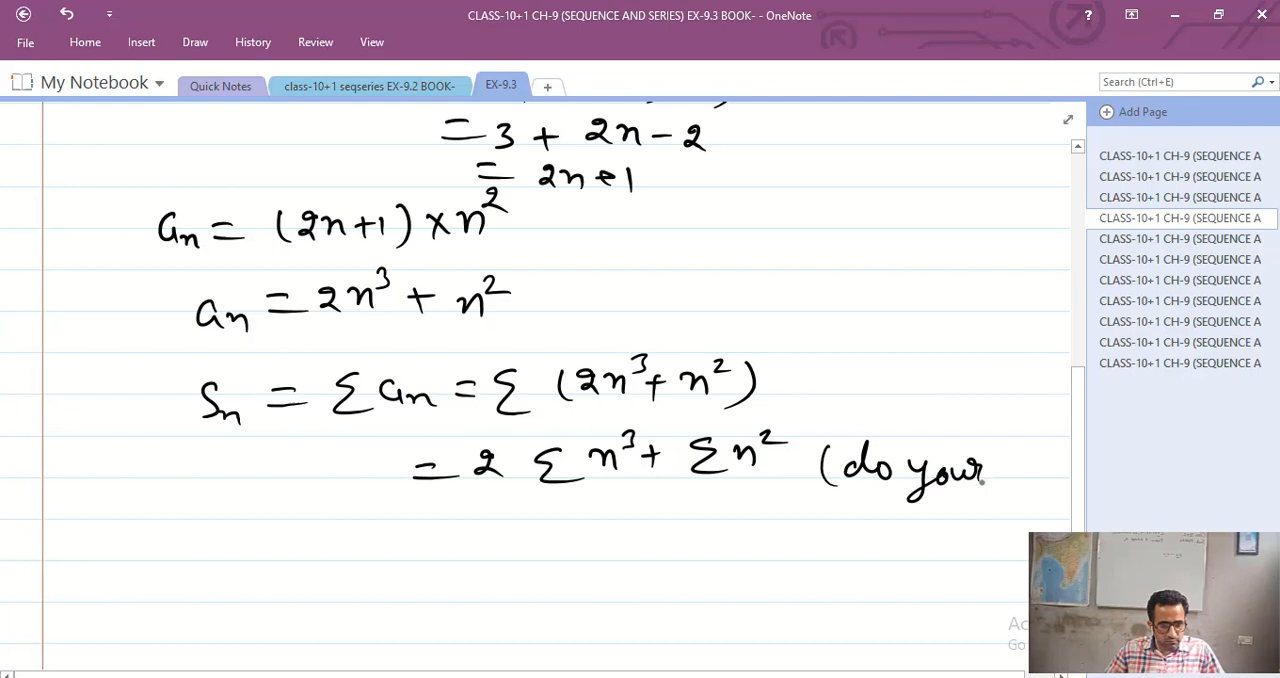 CLASS-10+1 CH-9 (SEQUENCE AND SERIES) EX-9.3 BOOK- - OneNote
File Home Insert Draw History Review View
My Notebook Quick Notes class-10+1 seqseries EX-9.2 BOOK- EX-9.3 + Search (Ctrl+E)
Add Page
= 3 + 2n - 2
= 2n + 1
an = (2n+1) × n²
an = 2n³ + n²
Sn = Σ an = Σ (2n³ + n²)
= 2 Σ n³ + Σ n² (do your
CLASS-10+1 CH-9 (SEQUENCE A
CLASS-10+1 CH-9 (SEQUENCE A
CLASS-10+1 CH-9 (SEQUENCE A
CLASS-10+1 CH-9 (SEQUENCE A
CLASS-10+1 CH-9 (SEQUENCE A
CLASS-10+1 CH-9 (SEQUENCE A
CLASS-10+1 CH-9 (SEQUENCE A
CLASS-10+1 CH-9 (SEQUENCE A
CLASS-10+1 CH-9 (SEQUENCE A
CLASS-10+1 CH-9 (SEQUENCE A
CLASS-10+1 CH-9 (SEQUENCE A
Go